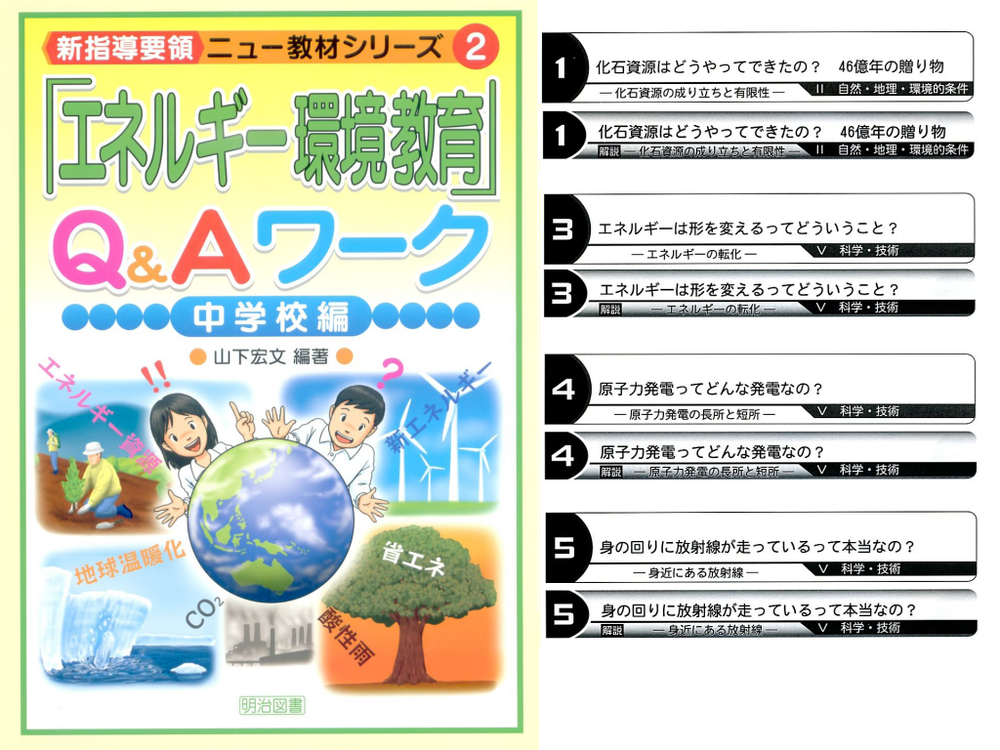 新指導要領 ニュー教材シリーズ 2
「エネルギー環境教育」
Q&Aワーク
中学校編
山下宏文 編著
エネルギー資源
!!
?
新エネルギー
地球温暖化
省エネ
CO₂
酸性雨
明治図書
1 化石資源はどうやってできたの? 46億年の贈り物
―化石資源の成り立ちと有限性― Ⅱ 自然・地理・環境的条件
1 化石資源はどうやってできたの? 46億年の贈り物
解説 ―化石資源の成り立ちと有限性― Ⅱ 自然・地理・環境的条件
3 エネルギーは形を変えるってどういうこと?
―エネルギーの転化― Ⅴ 科学・技術
3 エネルギーは形を変えるってどういうこと?
解説 ―エネルギーの転化― Ⅴ 科学・技術
4 原子力発電ってどんな発電なの?
―原子力発電の長所と短所― Ⅴ 科学・技術
4 原子力発電ってどんな発電なの?
解説 ―原子力発電の長所と短所― Ⅴ 科学・技術
5 身の回りに放射線が走っているって本当なの?
―身近にある放射線― Ⅴ 科学・技術
5 身の回りに放射線が走っているって本当なの?
解説 ―身近にある放射線― Ⅴ 科学・技術